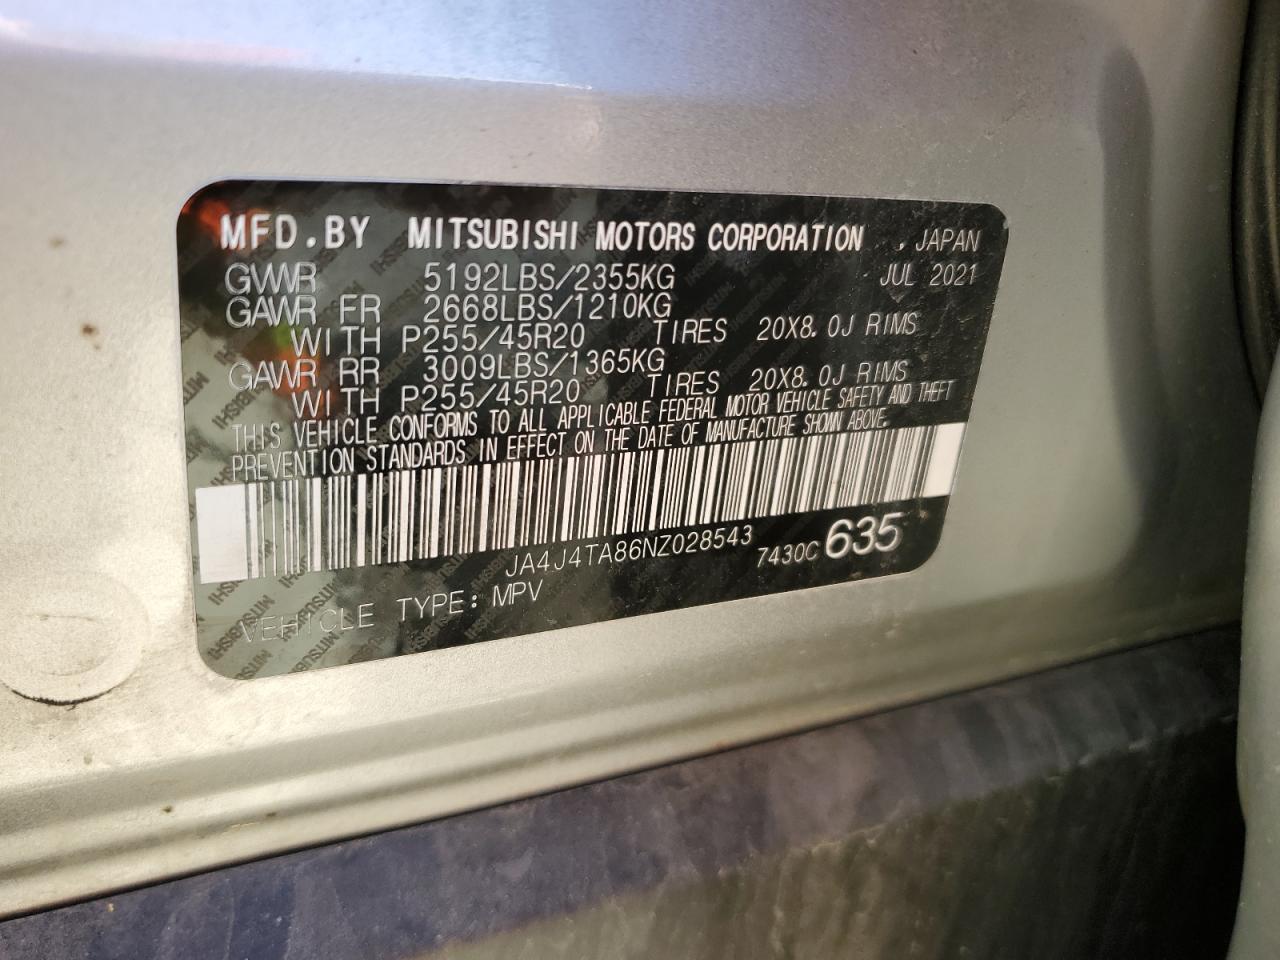 MFD.BY MITSUBISHI MOTORS CORPORATION . JAPAN
GVWR 5192LBS/2355KG JUL 2021
GAWR FR 2668LBS/1210KG
WITH P255/45R20 TIRES 20X8.0J RIMS
GAWR RR 3009LBS/1365KG
WITH P255/45R20 TIRES 20X8.0J RIMS
THIS VEHICLE CONFORMS TO ALL APPLICABLE FEDERAL MOTOR VEHICLE SAFETY AND THEFT
PREVENTION STANDARDS IN EFFECT ON THE DATE OF MANUFACTURE SHOWN ABOVE.
JA4J4TA86NZ028543 7430C 635
VEHICLE TYPE: MPV